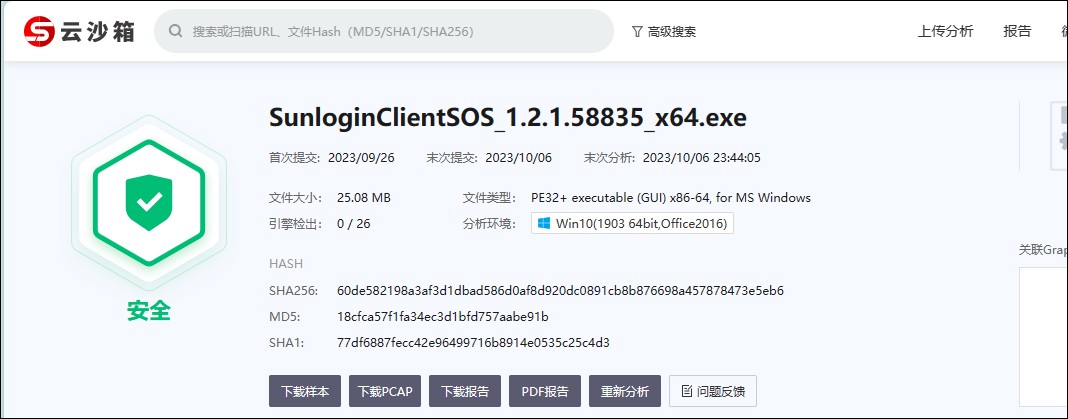 云沙箱
搜索或扫描URL、文件Hash（MD5/SHA1/SHA256）
高级搜索
上传分析
报告
SunloginClientSOS_1.2.1.58835_x64.exe
首次提交: 2023/09/26 末次提交: 2023/10/06 末次分析: 2023/10/06 23:44:05
文件大小: 25.08 MB 文件类型: PE32+ executable (GUI) x86-64, for MS Windows
引擎检出: 0 / 26 分析环境: Win10(1903 64bit,Office2016)
关联Grap
HASH
SHA256: 60de582198a3af3d1dbad586d0af8d920dc0891cb8b876698a457878473e5eb6
MD5: 18cfca57f1fa34ec3d1bfd757aabe91b
SHA1: 77df6887fecc42e96499716b8914e0535c25c4d3
安全
下载样本 下载PCAP 下载报告 PDF报告 重新分析 问题反馈